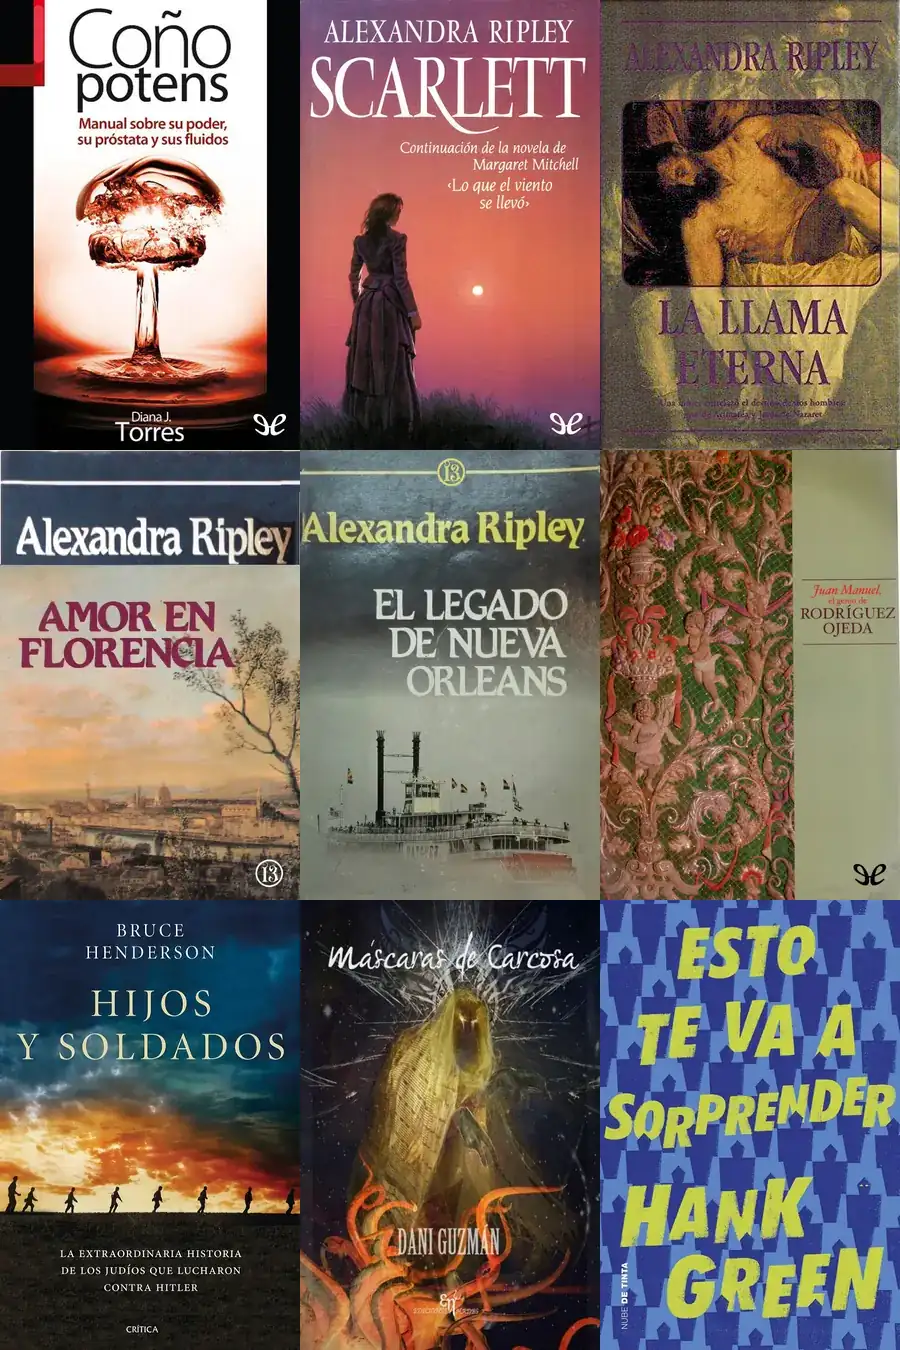 Coño
potens
Manual sobre su poder,
su próstata y sus fluidos
Diana J.
Torres
ALEXANDRA RIPLEY
SCARLETT
Continuación de la novela de
Margaret Mitchell
‹Lo que el viento
se llevó›
ALEXANDRA RIPLEY
LA LLAMA
ETERNA
Alexandra Ripley
AMOR EN
FLORENCIA
13
13
Alexandra Ripley
EL LEGADO
DE NUEVA
ORLEANS
Juan Manuel,
el genio de
RODRÍGUEZ
OJEDA
BRUCE
HENDERSON
HIJOS
Y SOLDADOS
LA EXTRAORDINARIA HISTORIA
DE LOS JUDÍOS QUE LUCHARON
CONTRA HITLER
CRÍTICA
Máscaras de Carcosa
DANI GUZMÁN
ESTO
TE VA A
SORPRENDER
HANK
GREEN
NUBE DE TINTA